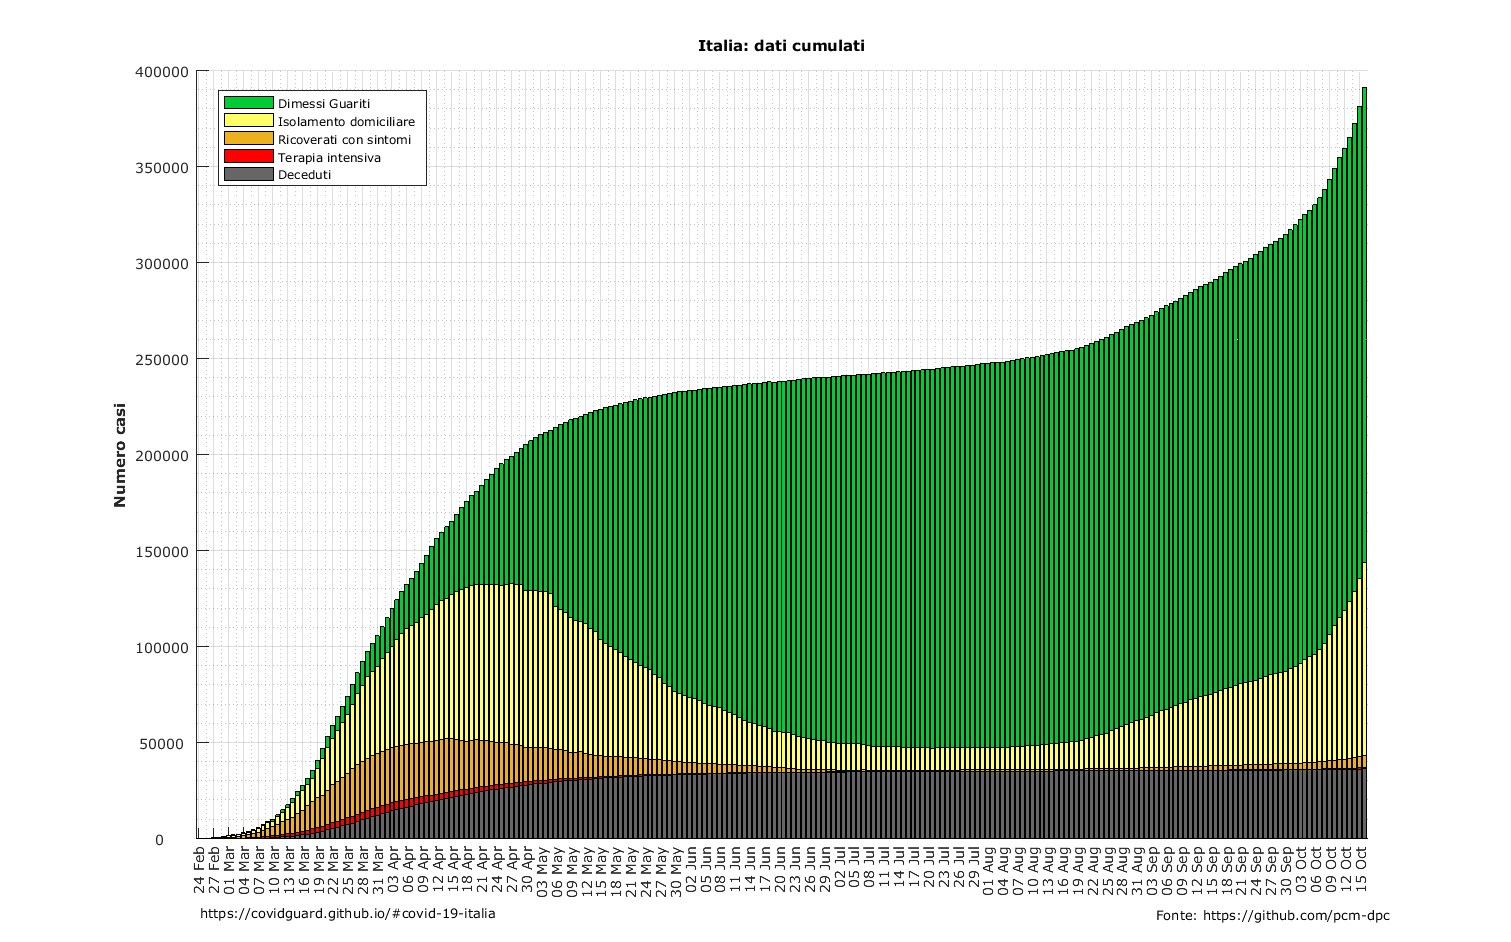 Italia: dati cumulati
400000
350000
300000
250000
200000
150000
100000
50000
0
Numero casi
Dimessi Guariti
Isolamento domiciliare
Ricoverati con sintomi
Terapia intensiva
Deceduti
24 Feb
27 Feb
01 Mar
04 Mar
07 Mar
10 Mar
13 Mar
16 Mar
19 Mar
22 Mar
25 Mar
28 Mar
31 Mar
03 Apr
06 Apr
09 Apr
12 Apr
15 Apr
18 Apr
21 Apr
24 Apr
27 Apr
30 Apr
03 May
06 May
09 May
12 May
15 May
18 May
21 May
24 May
27 May
30 May
02 Jun
05 Jun
08 Jun
11 Jun
14 Jun
17 Jun
20 Jun
23 Jun
26 Jun
29 Jun
02 Jul
05 Jul
08 Jul
11 Jul
14 Jul
17 Jul
20 Jul
23 Jul
26 Jul
29 Jul
01 Aug
04 Aug
07 Aug
10 Aug
13 Aug
16 Aug
19 Aug
22 Aug
25 Aug
28 Aug
31 Aug
03 Sep
06 Sep
09 Sep
12 Sep
15 Sep
18 Sep
21 Sep
24 Sep
27 Sep
30 Sep
03 Oct
06 Oct
09 Oct
12 Oct
15 Oct
https://covidguard.github.io/#covid-19-italia
Fonte: https://github.com/pcm-dpc